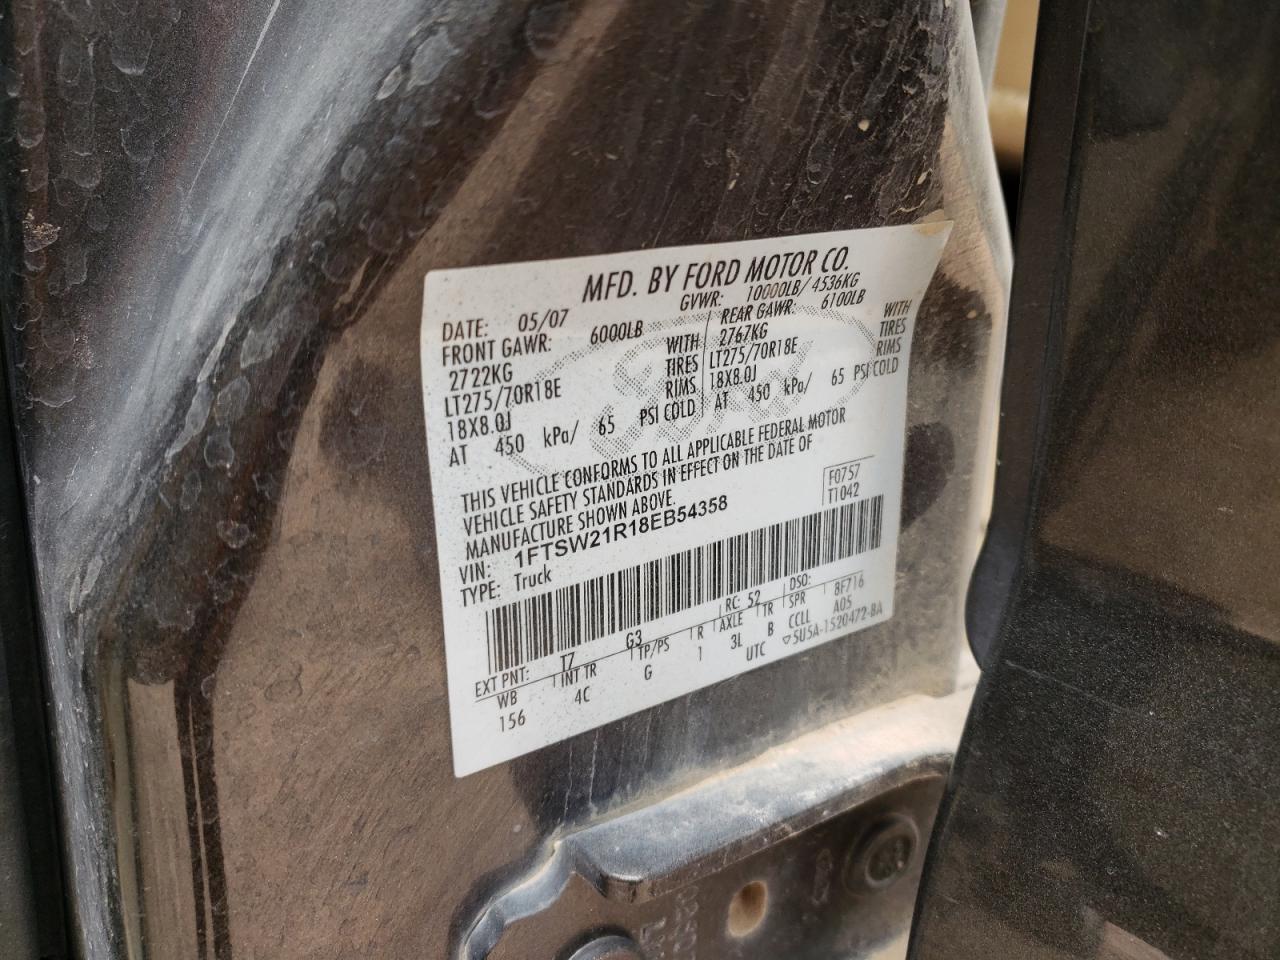 MFD. BY FORD MOTOR CO.
DATE: 05/07 GVWR: 10000LB/ 4536KG
FRONT GAWR: 6000LB REAR GAWR: 6100LB
2722KG WITH 2767KG WITH
LT275/70R18E TIRES LT275/70R18E TIRES
18X8.0J RIMS 18X8.0J RIMS
AT 450 kPa/ 65 PSI COLD AT 450 kPa/ 65 PSI COLD
THIS VEHICLE CONFORMS TO ALL APPLICABLE FEDERAL MOTOR
VEHICLE SAFETY STANDARDS IN EFFECT ON THE DATE OF
MANUFACTURE SHOWN ABOVE.
VIN: 1FTSW21R18EB54358
TYPE: Truck
F0757
T1042
EXT PNT: T7 G3 RC: 52 DSO:
WB INT TR TP/PS R AXLE TR SPR 8F716
156 4C G 1 3L B CCLL A05
UTC ▽5U5A-1520472-BA